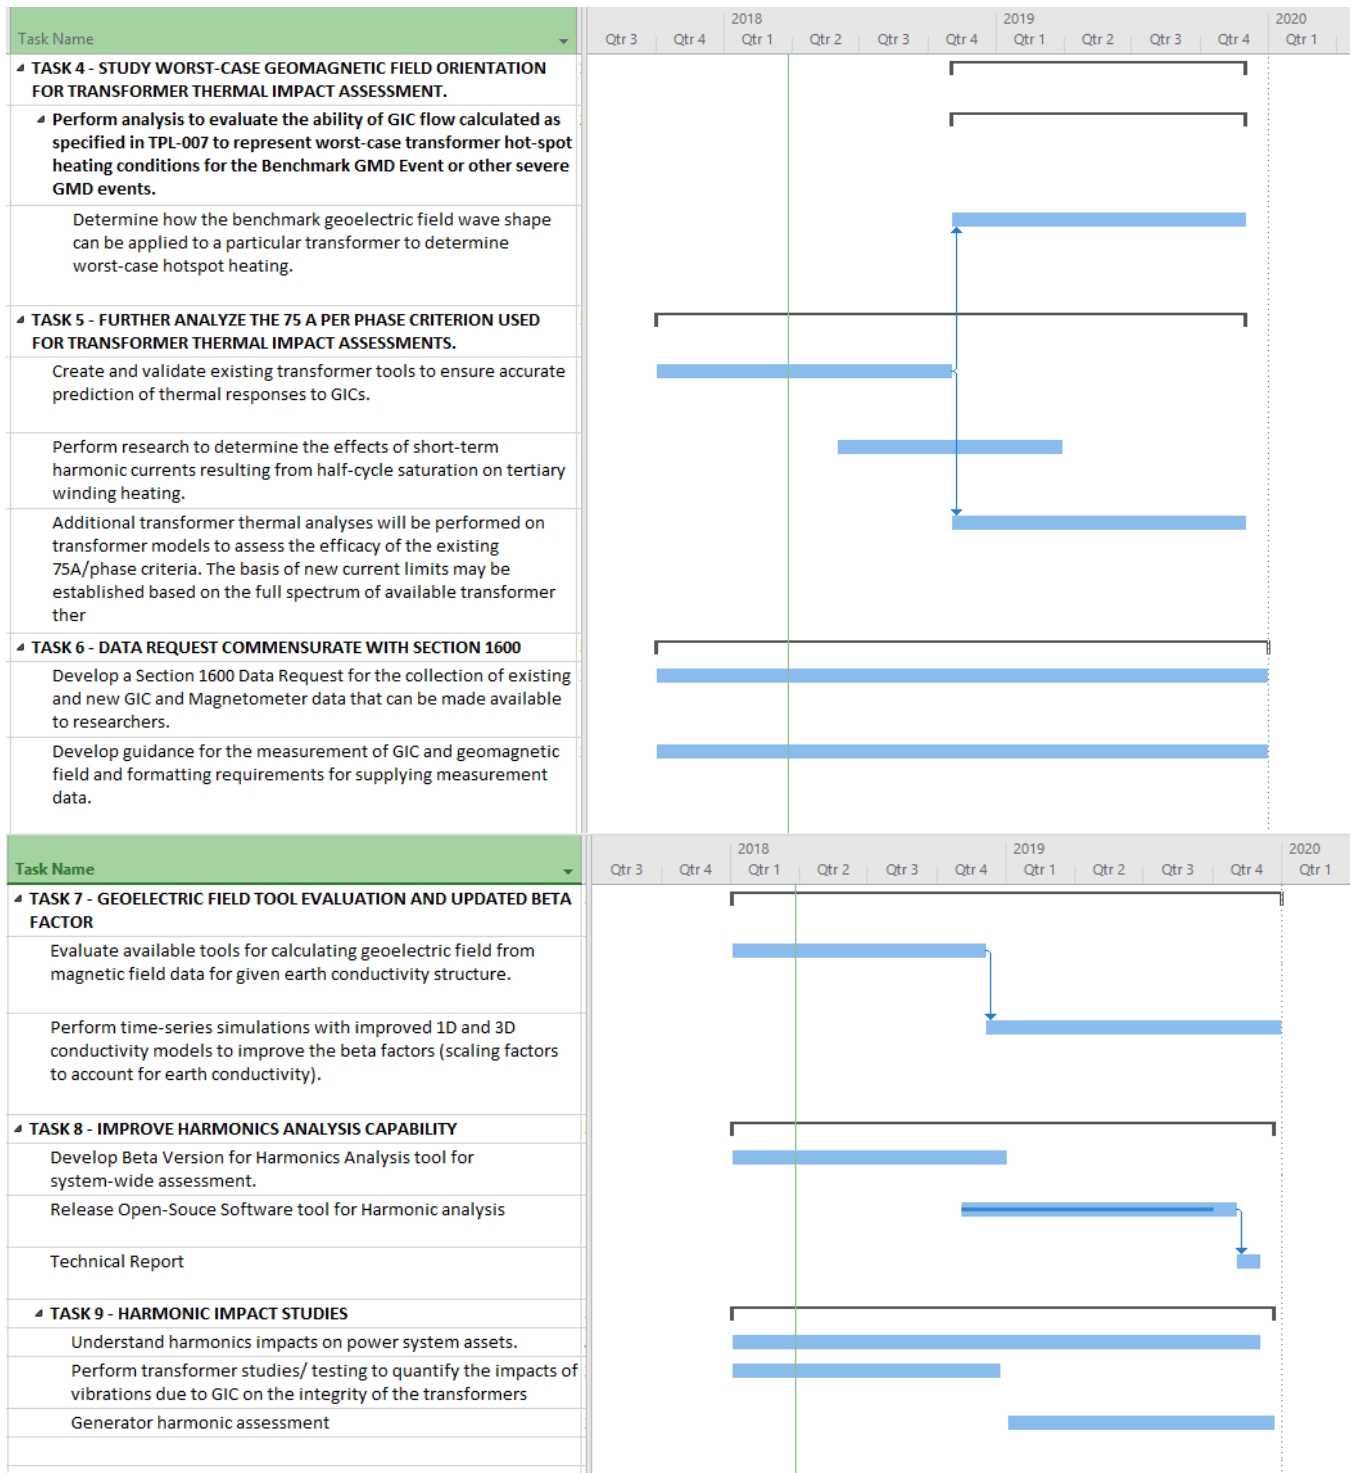 2018 2019 2020
Task Name Qtr 3 Qtr 4 Qtr 1 Qtr 2 Qtr 3 Qtr 4 Qtr 1 Qtr 2 Qtr 3 Qtr 4 Qtr 1
TASK 4 - STUDY WORST-CASE GEOMAGNETIC FIELD ORIENTATION
FOR TRANSFORMER THERMAL IMPACT ASSESSMENT.
Perform analysis to evaluate the ability of GIC flow calculated as
specified in TPL-007 to represent worst-case transformer hot-spot
heating conditions for the Benchmark GMD Event or other severe
GMD events.
Determine how the benchmark geoelectric field wave shape
can be applied to a particular transformer to determine
worst-case hotspot heating.
TASK 5 - FURTHER ANALYZE THE 75 A PER PHASE CRITERION USED
FOR TRANSFORMER THERMAL IMPACT ASSESSMENTS.
Create and validate existing transformer tools to ensure accurate
prediction of thermal responses to GICs.
Perform research to determine the effects of short-term
harmonic currents resulting from half-cycle saturation on tertiary
winding heating.
Additional transformer thermal analyses will be performed on
transformer models to assess the efficacy of the existing
75A/phase criteria. The basis of new current limits may be
established based on the full spectrum of available transformer
ther
TASK 6 - DATA REQUEST COMMENSURATE WITH SECTION 1600
Develop a Section 1600 Data Request for the collection of existing
and new GIC and Magnetometer data that can be made available
to researchers.
Develop guidance for the measurement of GIC and geomagnetic
field and formatting requirements for supplying measurement
data.
2018 2019 2020
Task Name Qtr 3 Qtr 4 Qtr 1 Qtr 2 Qtr 3 Qtr 4 Qtr 1 Qtr 2 Qtr 3 Qtr 4 Qtr 1
TASK 7 - GEOELECTRIC FIELD TOOL EVALUATION AND UPDATED BETA
FACTOR
Evaluate available tools for calculating geoelectric field from
magnetic field data for given earth conductivity structure.
Perform time-series simulations with improved 1D and 3D
conductivity models to improve the beta factors (scaling factors
to account for earth conductivity).
TASK 8 - IMPROVE HARMONICS ANALYSIS CAPABILITY
Develop Beta Version for Harmonics Analysis tool for
system-wide assessment.
Release Open-Souce Software tool for Harmonic analysis
Technical Report
TASK 9 - HARMONIC IMPACT STUDIES
Understand harmonics impacts on power system assets.
Perform transformer studies/ testing to quantify the impacts of
vibrations due to GIC on the integrity of the transformers
Generator harmonic assessment